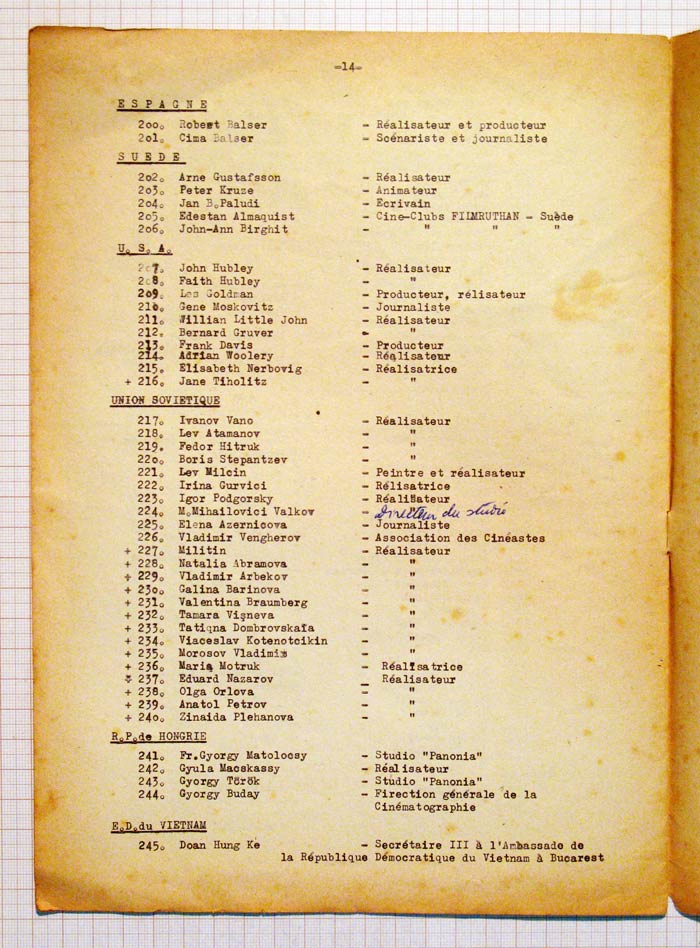 -14-
ESPAGNE
200. Robert Balser - Réalisateur et producteur
201. Cima Balser - Scénariste et journaliste
SUEDE
202. Arne Gustafsson - Réalisateur
203. Peter Kruze - Animateur
204. Jan B.Paludi - Ecrivain
205. Edestan Almaquist - Cine-Clubs FILMRUTHAN - Suède
206. John-Ann Birghit - " " "
U.S.A.
207. John Hubley - Réalisateur
208. Faith Hubley - "
209. Les Goldman - Producteur, rélisateur
210. Gene Moskovitz - Journaliste
211. Willian Little John - Réalisateur
212. Bernard Gruver - "
213. Frank Davis - Producteur
214. Adrian Woolery - Réalisateur
215. Elisabeth Nerbovig - Réalisatrice
+ 216. Jane Tiholitz - "
UNION SOVIETIQUE
217. Ivanov Vano - Réalisateur
218. Lev Atamanov - "
219. Fedor Hitruk - "
220. Boris Stepantzev - "
221. Lev Milcin - Peintre et réalisateur
222. Irina Gurvici - Rélisatrice
223. Igor Podgorsky - Réalisateur
224. M.Mihailovici Valkov - Directeur du studio
225. Elena Azernicova - Journaliste
226. Vladimir Vengherov - Association des Cinéastes
+ 227. Militin - Réalisateur
+ 228. Natalia Abramova - "
+ 229. Vladimir Arbekov - "
+ 230. Galina Barinova - "
+ 231. Valentina Braumberg - "
+ 232. Tamara Vişneva - "
+ 233. Tatiana Dombrovskaïa - "
+ 234. Viaceslav Kotenotcikin - "
+ 235. Morosov Vladimir - "
+ 236. Maria Motruk - Réalisatrice
+ 237. Eduard Nazarov - Réalisateur
+ 238. Olga Orlova - "
+ 239. Anatol Petrov - "
+ 240. Zinaida Plehanova - "
R.P.de HONGRIE
241. Fr.Gyorgy Matolocsy - Studio "Panonia"
242. Gyula Macskassy - Réalisateur
243. Gyorgy Török - Studio "Panonia"
244. Gyorgy Buday - Firection générale de la
Cinématographie
E.D.du VIETNAM
245. Doan Hung Ke - Secrétaire III à l'Ambassade de
la République Démocratique du Vietnam à Bucarest